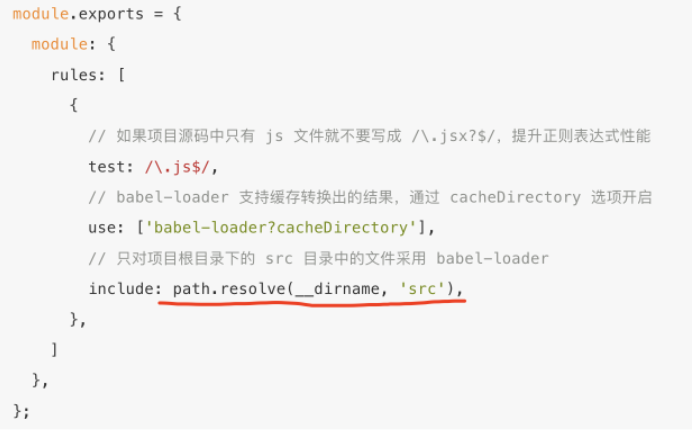 module.exports = {
module: {
rules: [
{
// 如果项目源码中只有 js 文件就不要写成 /\.jsx?$/，提升正则表达式性能
test: /\.js$/,
// babel-loader 支持缓存转换出的结果，通过 cacheDirectory 选项开启
use: ['babel-loader?cacheDirectory'],
// 只对项目根目录下的 src 目录中的文件采用 babel-loader
include: path.resolve(__dirname, 'src'),
},
]
},
};